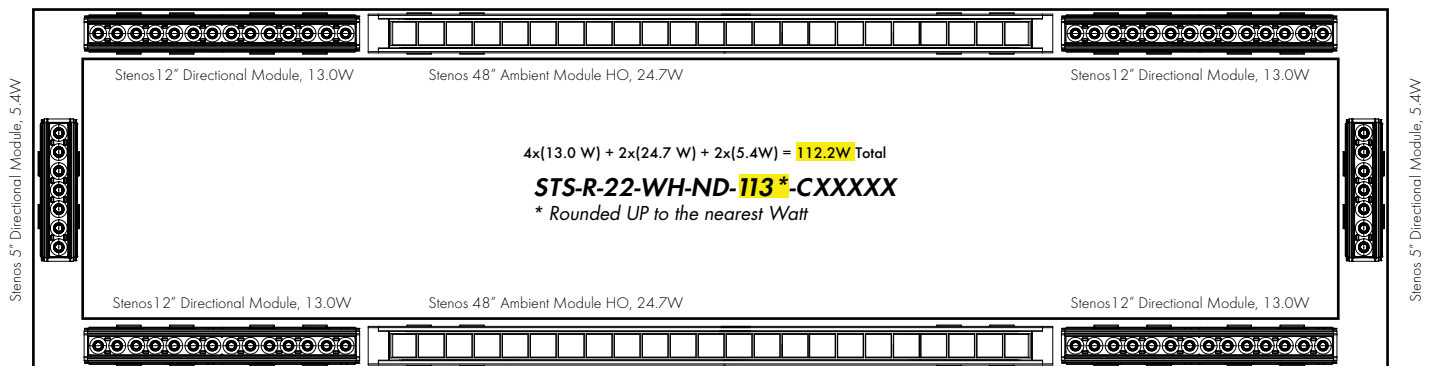 Stenos12" Directional Module, 13.0W
Stenos 48" Ambient Module HO, 24.7W
Stenos12" Directional Module, 13.0W
Stenos 5" Directional Module, 5.4W
4x(13.0 W) + 2x(24.7 W) + 2x(5.4W) = 112.2W Total
STS-R-22-WH-ND-113*-CXXXXX
* Rounded UP to the nearest Watt
Stenos 5" Directional Module, 5.4W
Stenos12" Directional Module, 13.0W
Stenos 48" Ambient Module HO, 24.7W
Stenos12" Directional Module, 13.0W